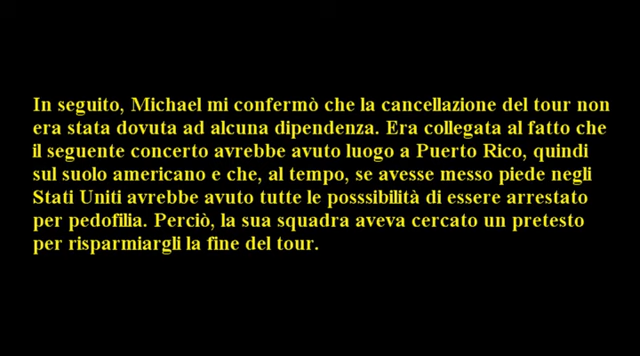 In seguito, Michael mi confermò che la cancellazione del tour non
era stata dovuta ad alcuna dipendenza. Era collegata al fatto che
il seguente concerto avrebbe avuto luogo a Puerto Rico, quindi
sul suolo americano e che, al tempo, se avesse messo piede negli
Stati Uniti avrebbe avuto tutte le posssibilità di essere arrestato
per pedofilia. Perciò, la sua squadra aveva cercato un pretesto
per risparmiargli la fine del tour.